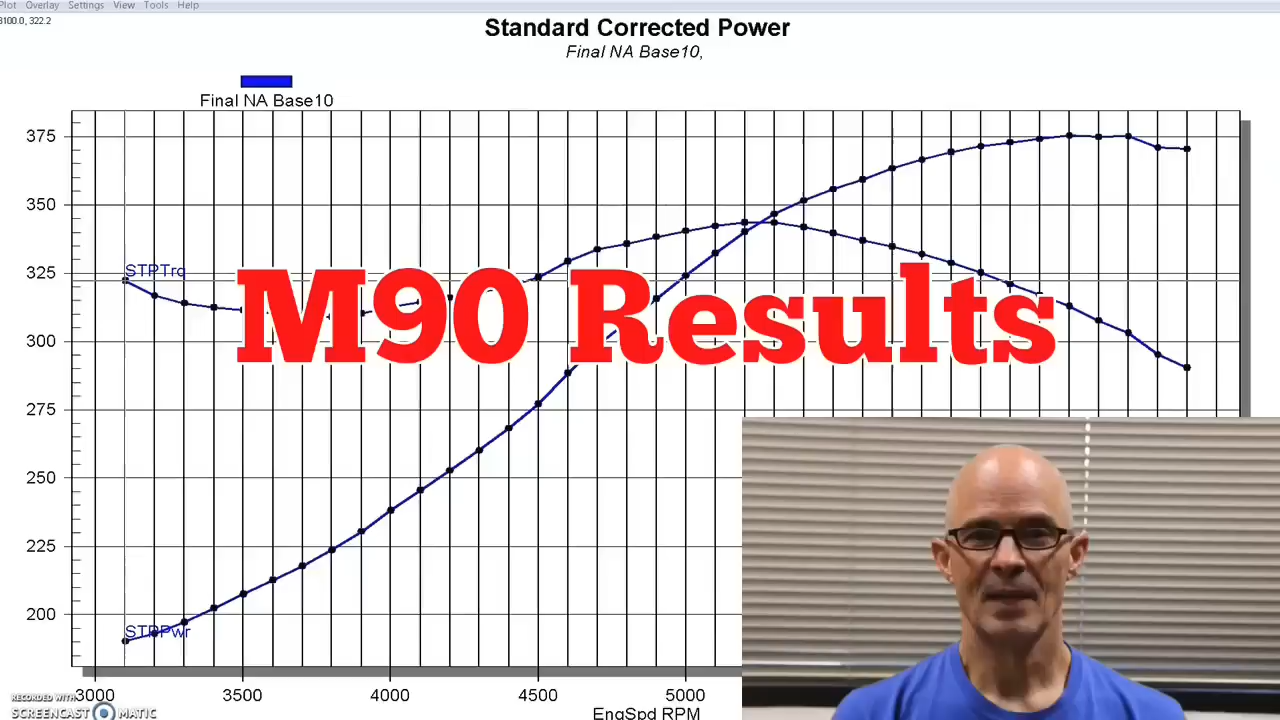 Plot Overlay Settings View Tools Help
3100.0, 322.2
Standard Corrected Power
Final NA Base10,
Final NA Base10
375
350
STPTrq
325
M90 Results
300
275
250
225
200
STPPwr
3000 3500 4000 4500 5000
EngSpd RPM
RECORDED WITH
SCREENCAST MATIC